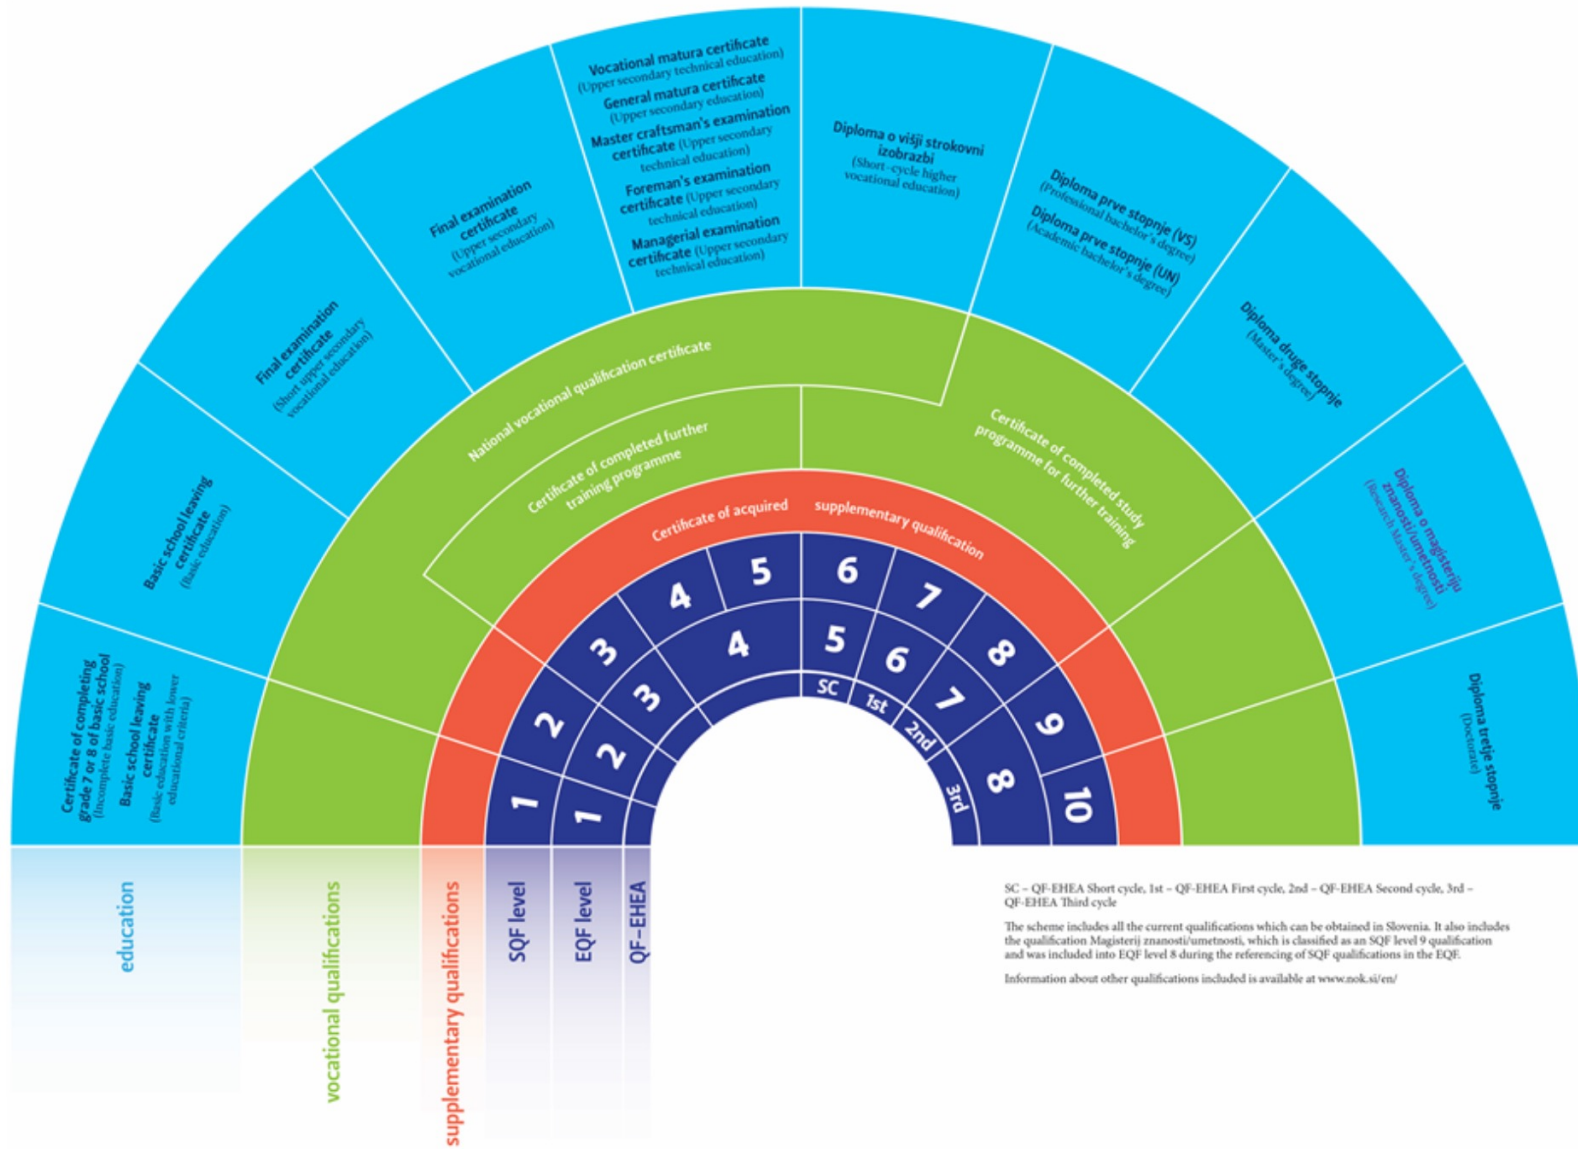 Certificate of completing
grade 7 or 8 of basic school
(Incomplete basic education)
Basic school leaving
certificate
(Basic education with lower
educational criteria)
Basic school leaving
certificate
(Basic education)
Final examination
certificate
(Short upper secondary
vocational education)
Final examination
certificate
(Upper secondary
vocational education)
Vocational matura certificate
(Upper secondary technical education)
General matura certificate
(Upper secondary education)
Master craftsman's examination
certificate (Upper secondary
technical education)
Foreman's examination
certificate (Upper secondary
technical education)
Managerial examination
certificate (Upper secondary
technical education)
Diploma o višji strokovni
izobrazbi
(Short-cycle higher
vocational education)
Diploma prve stopnje (VS)
(Professional bachelor's degree)
Diploma prve stopnje (UN)
(Academic bachelor's degree)
Diploma druge stopnje
(Master's degree)
Diploma o magisteriju
znanosti/umetnosti
(Research Master's degree)
Diploma tretje stopnje
(Doctorate)
National vocational qualification certificate
Certificate of completed further
training programme
Certificate of completed study
programme for further training
Certificate of acquired supplementary qualification
1
2
3
4
5
6
7
8
9
10
1
2
3
4
5
6
7
8
SC
1st
2nd
3rd
education
vocational qualifications
supplementary qualifications
SQF level
EQF level
QF-EHEA
SC – QF-EHEA Short cycle, 1st – QF-EHEA First cycle, 2nd – QF-EHEA Second cycle, 3rd –
QF-EHEA Third cycle
The scheme includes all the current qualifications which can be obtained in Slovenia. It also includes
the qualification Magisterij znanosti/umetnosti, which is classified as an SQF level 9 qualification
and was included into EQF level 8 during the referencing of SQF qualifications in the EQF.
Information about other qualifications included is available at www.nok.si/en/